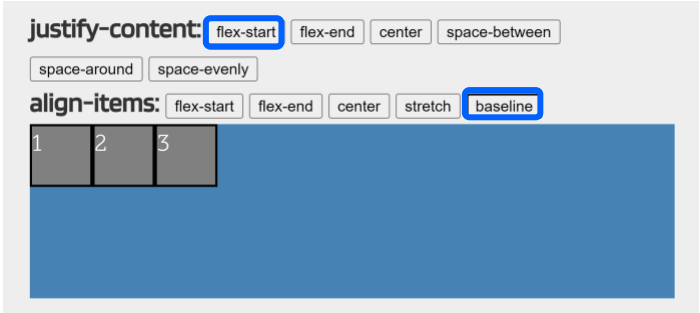 justify-content: flex-start flex-end center space-between
space-around space-evenly
align-items: flex-start flex-end center stretch baseline
1 2 3